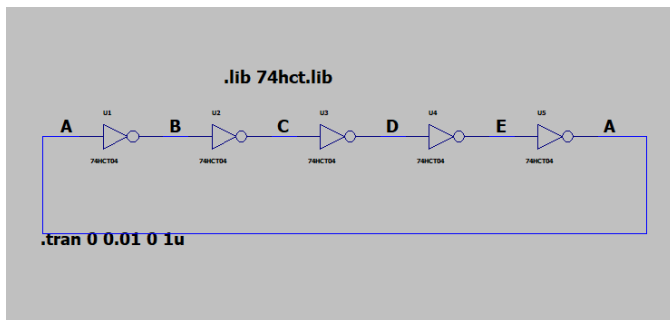 .lib 74hct.lib
U1 U2 U3 U4 U5
A B C D E A
74HCT04 74HCT04 74HCT04 74HCT04 74HCT04
.tran 0 0.01 0 1u